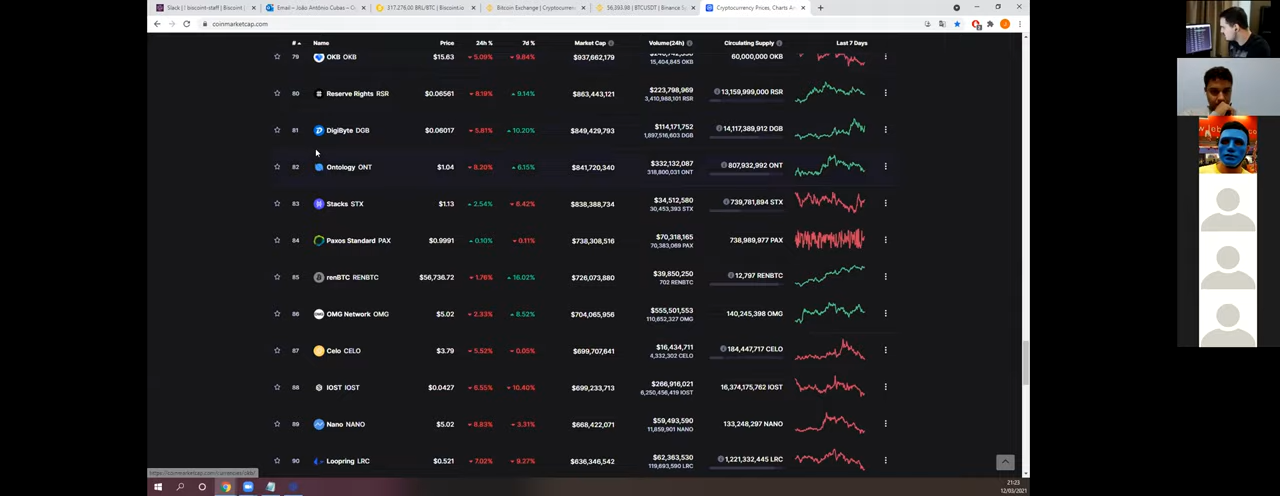 Slack | biscoint-staff | Biscoint
Email – João Antônio Cubas – C
317.276.00 BRL/BTC | Biscoint.io
Bitcoin Exchange | Cryptocurrenc
56,393.98 | BTCUSDT | Binance S
Cryptocurrency Prices, Charts A
coinmarketcap.com
# Name Price 24h % 7d % Market Cap Volume(24h) Circulating Supply Last 7 Days
79 OKB OKB $15.63 5.09% 9.84% $937,662,179 60,000,000 OKB
15,404,845 OKB
80 Reserve Rights RSR $0.06561 8.19% 9.14% $863,443,121 $223,798,969 13,159,999,000 RSR
3,410,988,101 RSR
81 DigiByte DGB $0.06017 5.81% 10.20% $849,429,793 $114,171,752 14,117,389,912 DGB
1,897,518,603 DGB
82 Ontology ONT $1.04 8.20% 6.15% $841,720,340 $332,132,087 807,932,992 ONT
318,800,031 ONT
83 Stacks STX $1.13 2.54% 6.42% $838,388,734 $34,512,580 739,781,894 STX
30,453,393 STX
84 Paxos Standard PAX $0.9991 0.10% 0.11% $738,308,516 $70,318,165 738,989,977 PAX
70,383,069 PAX
85 renBTC RENBTC $56,736.72 1.76% 16.02% $726,073,880 $39,850,250 12,797 RENBTC
702 RENBTC
86 OMG Network OMG $5.02 2.33% 8.52% $704,065,956 $555,501,553 140,245,398 OMG
110,652,327 OMG
87 Celo CELO $3.79 5.52% 0.05% $699,707,641 $16,434,711 184,447,717 CELO
4,332,302 CELO
88 IOST IOST $0.0427 6.55% 10.40% $699,233,713 $266,916,021 16,374,175,762 IOST
6,250,456,419 IOST
89 Nano NANO $5.02 8.83% 3.31% $668,422,071 $59,493,590 133,248,297 NANO
11,859,901 NANO
90 Loopring LRC $0.521 7.02% 9.27% $636,346,542 $62,363,530 1,221,332,445 LRC
119,693,590 LRC
https://coinmarketcap.com/currencies/okb/
21:23
12/03/2021